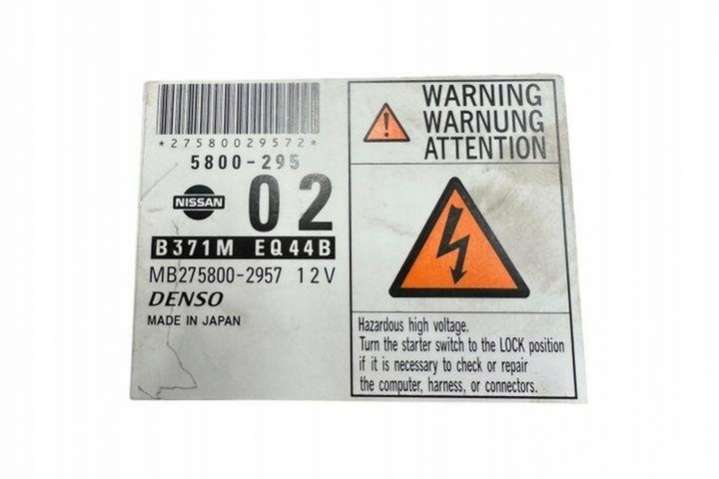 *27580029572*
5800-295
NISSAN
02
B371M EQ44B
MB275800-2957 12V
DENSO
MADE IN JAPAN
WARNING
WARNUNG
ATTENTION
Hazardous high voltage.
Turn the starter switch to the LOCK position
if it is necessary to check or repair
the computer, harness, or connectors.